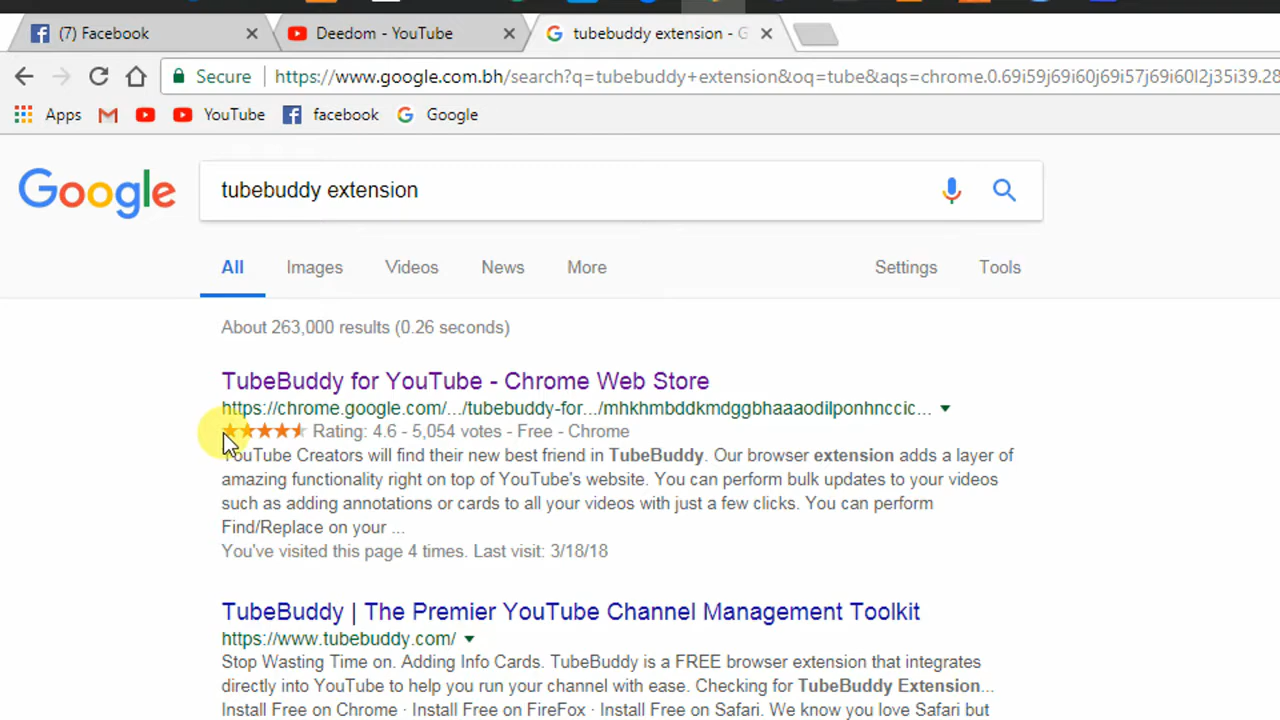 (7) Facebook
Deedom - YouTube
tubebuddy extension - G
Secure
https://www.google.com.bh/search?q=tubebuddy+extension&oq=tube&aqs=chrome.0.69i59j69i60j69i57j69i60l2j35i39.28
Apps
YouTube
facebook
Google
Google
tubebuddy extension
All
Images
Videos
News
More
Settings
Tools
About 263,000 results (0.26 seconds)
TubeBuddy for YouTube - Chrome Web Store
https://chrome.google.com/.../tubebuddy-for.../mhkhmbddkmdggbhaaaodilponhnccic...
Rating: 4.6 - 5,054 votes - Free - Chrome
YouTube Creators will find their new best friend in TubeBuddy. Our browser extension adds a layer of
amazing functionality right on top of YouTube's website. You can perform bulk updates to your videos
such as adding annotations or cards to all your videos with just a few clicks. You can perform
Find/Replace on your ...
You've visited this page 4 times. Last visit: 3/18/18
TubeBuddy | The Premier YouTube Channel Management Toolkit
https://www.tubebuddy.com/
Stop Wasting Time on. Adding Info Cards. TubeBuddy is a FREE browser extension that integrates
directly into YouTube to help you run your channel with ease. Checking for TubeBuddy Extension...
Install Free on Chrome · Install Free on FireFox · Install Free on Safari. We know you love Safari but